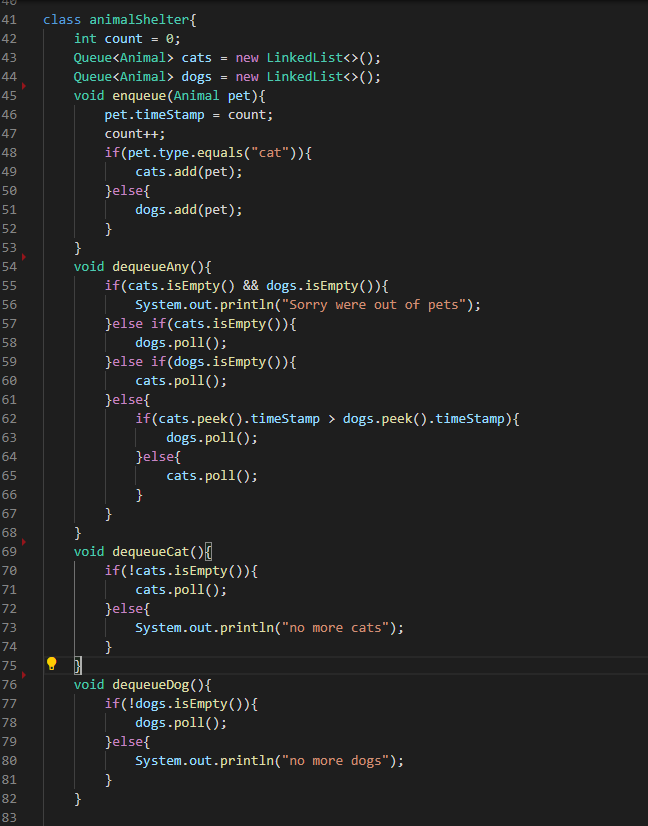 40
41 class animalShelter{
42     int count = 0;
43     Queue<Animal> cats = new LinkedList<>();
44     Queue<Animal> dogs = new LinkedList<>();
45     void enqueue(Animal pet){
46         pet.timeStamp = count;
47         count++;
48         if(pet.type.equals("cat")){
49             cats.add(pet);
50         }else{
51             dogs.add(pet);
52         }
53     }
54     void dequeueAny(){
55         if(cats.isEmpty() && dogs.isEmpty()){
56             System.out.println("Sorry were out of pets");
57         }else if(cats.isEmpty()){
58             dogs.poll();
59         }else if(dogs.isEmpty()){
60             cats.poll();
61         }else{
62             if(cats.peek().timeStamp > dogs.peek().timeStamp){
63                 dogs.poll();
64             }else{
65                 cats.poll();
66             }
67         }
68     }
69     void dequeueCat(){
70         if(!cats.isEmpty()){
71             cats.poll();
72         }else{
73             System.out.println("no more cats");
74         }
75     }
76     void dequeueDog(){
77         if(!dogs.isEmpty()){
78             dogs.poll();
79         }else{
80             System.out.println("no more dogs");
81         }
82     }
83